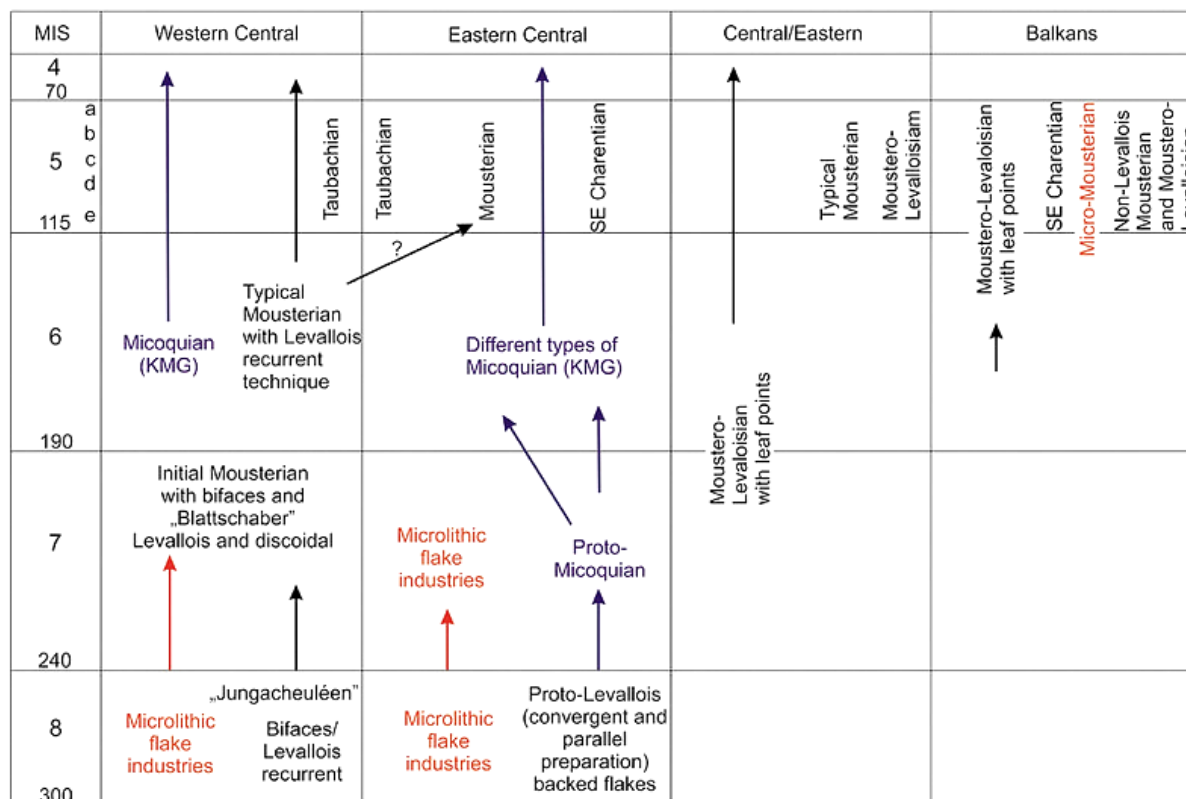 MIS
Western Central
Eastern Central
Central/Eastern
Balkans
4
70
a
b
c
d
e
5
115
Taubachian
Taubachian
Mousterian
SE Charentian
Typical
Mousterian
Moustero-
Levalloisiam
Moustero-Levaloisian
with leaf points
SE Charentian
Micro-Mousterian
Non-Levallois
Mousterian
and Moustero-
?
6
190
Micoquian
(KMG)
Typical
Mousterian
with Levallois
recurrent
technique
Different types of
Micoquian (KMG)
Moustero-
Levaloisian
with leaf points
7
240
Initial Mousterian
with bifaces and
„Blattschaber”
Levallois and discoidal
Microlithic
flake
industries
Proto-
Micoquian
8
300
„Jungacheuléen”
Microlithic
flake
industries
Bifaces/
Levallois
recurrent
Microlithic
flake
industries
Proto-Levallois
(convergent and
parallel
preparation)
backed flakes